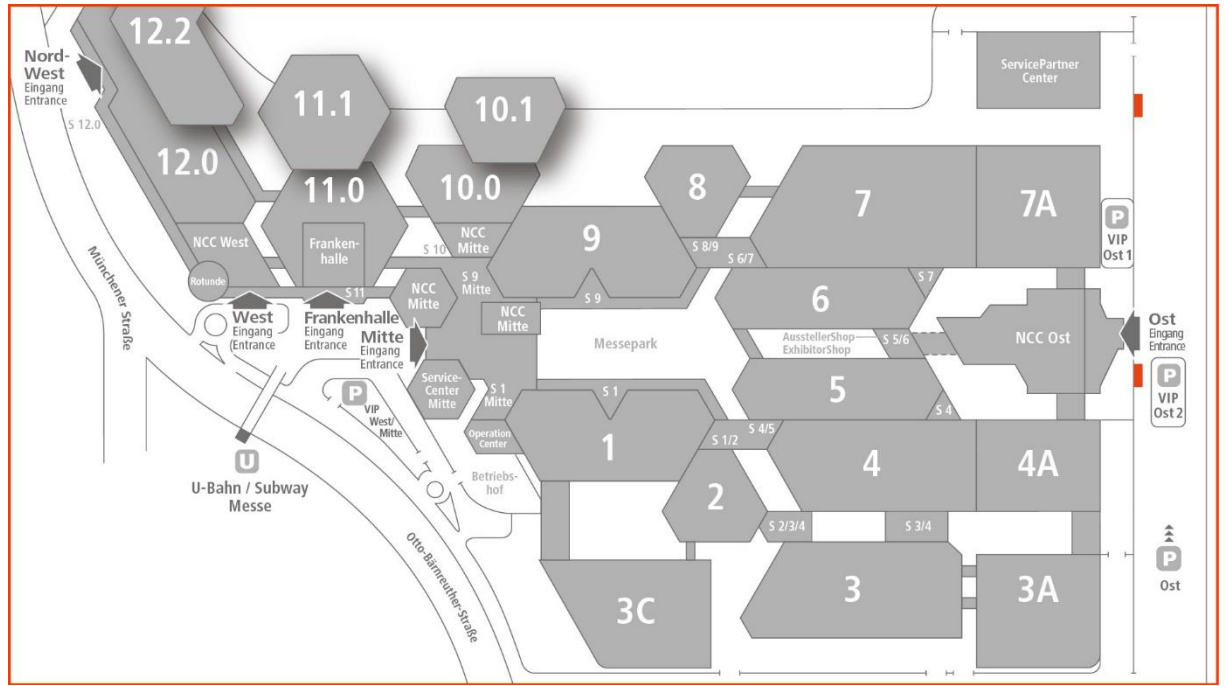 12.2
Nord-
West
Eingang
Entrance
S 12.0
11.1
10.1
ServicePartner
Center
12.0
11.0
10.0
8
7
7A
P
VIP
Ost 1
NCC West
Franken-
halle
S 10
NCC
Mitte
9
S 8/9
S 6/7
Rotunde
S 11
NCC
Mitte
S 9
Mitte
S 9
NCC
Mitte
6
S 7
Münchener Straße
West
Eingang
(Entrance
Frankenhalle
Eingang
Entrance
Mitte
Eingang
Entrance
Messepark
AusstellerShop
ExhibitorShop
S 5/6
NCC Ost
Ost
Eingang
Entrance
P
VIP
Ost 2
Service-
Center
Mitte
S 1
Mitte
S 1
5
S 4
P
VIP
West/
Mitte
Operation
Center
1
S 4/5
S 1/2
4
4A
U
U-Bahn / Subway
Messe
Betriebs-
hof
2
S 2/3/4
S 3/4
Otto-Bärnreuther-Straße
3C
3
3A
P
Ost